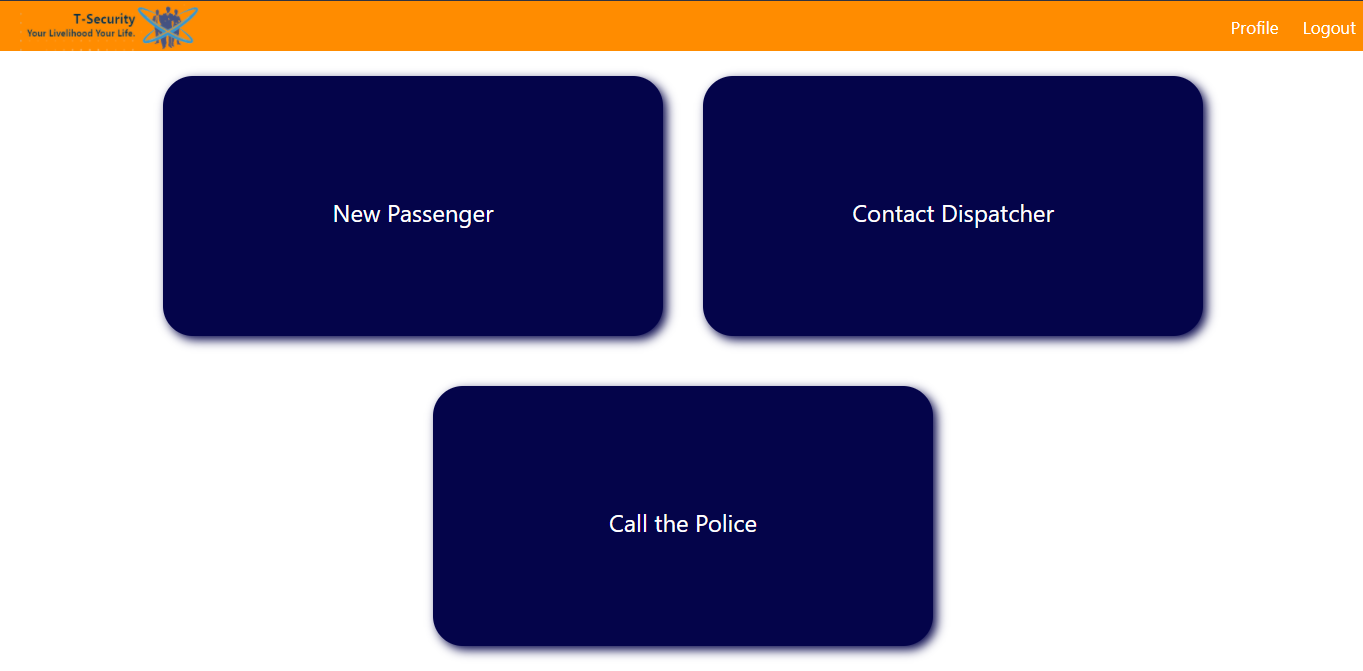 T-Security
Your Livelihood Your Life.
Profile
Logout
New Passenger
Contact Dispatcher
Call the Police